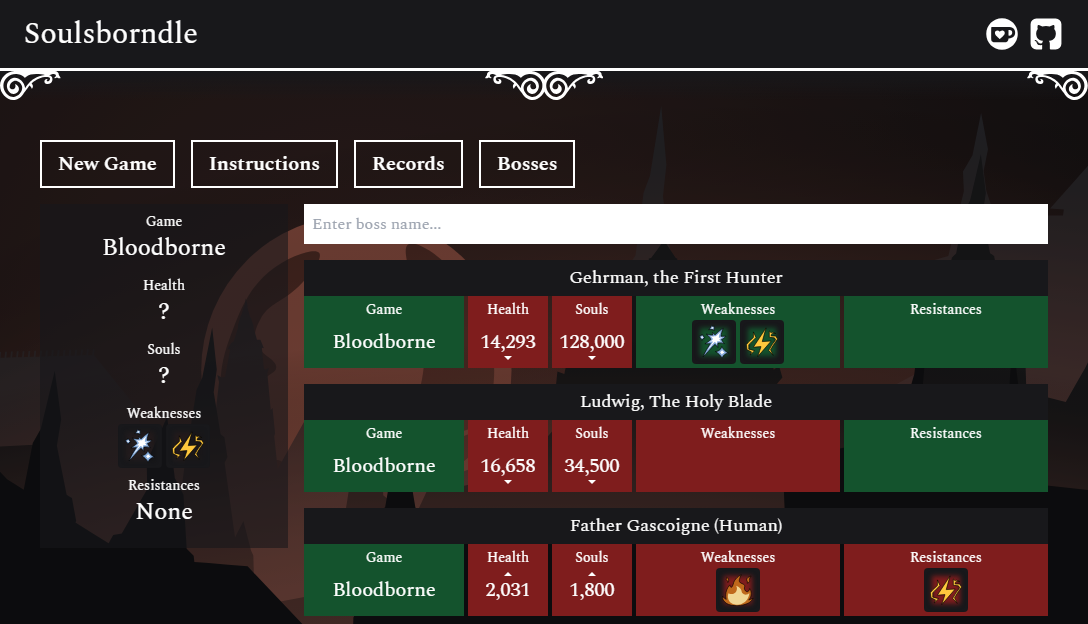 Soulsborndle
New Game
Instructions
Records
Bosses
Game
Bloodborne
Health
?
Souls
?
Weaknesses
Resistances
None
Enter boss name...
Gehrman, the First Hunter
Game
Bloodborne
Health
14,293
Souls
128,000
Weaknesses
Resistances
Ludwig, The Holy Blade
Game
Bloodborne
Health
16,658
Souls
34,500
Weaknesses
Resistances
Father Gascoigne (Human)
Game
Bloodborne
Health
2,031
Souls
1,800
Weaknesses
Resistances